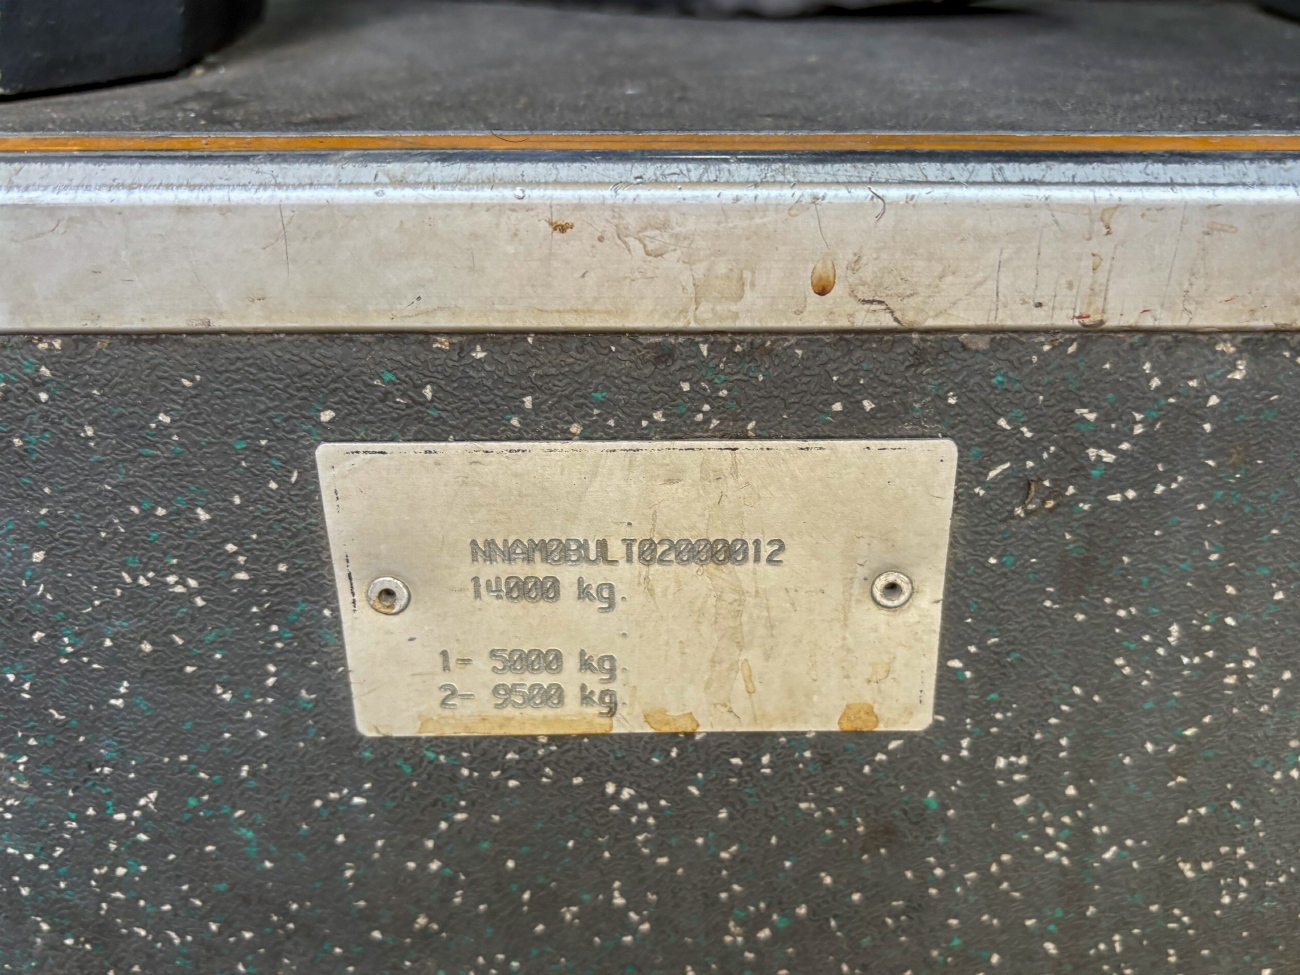 NNAM0BULT02000012
14000 kg.
1- 5000 kg.
2- 9500 kg.